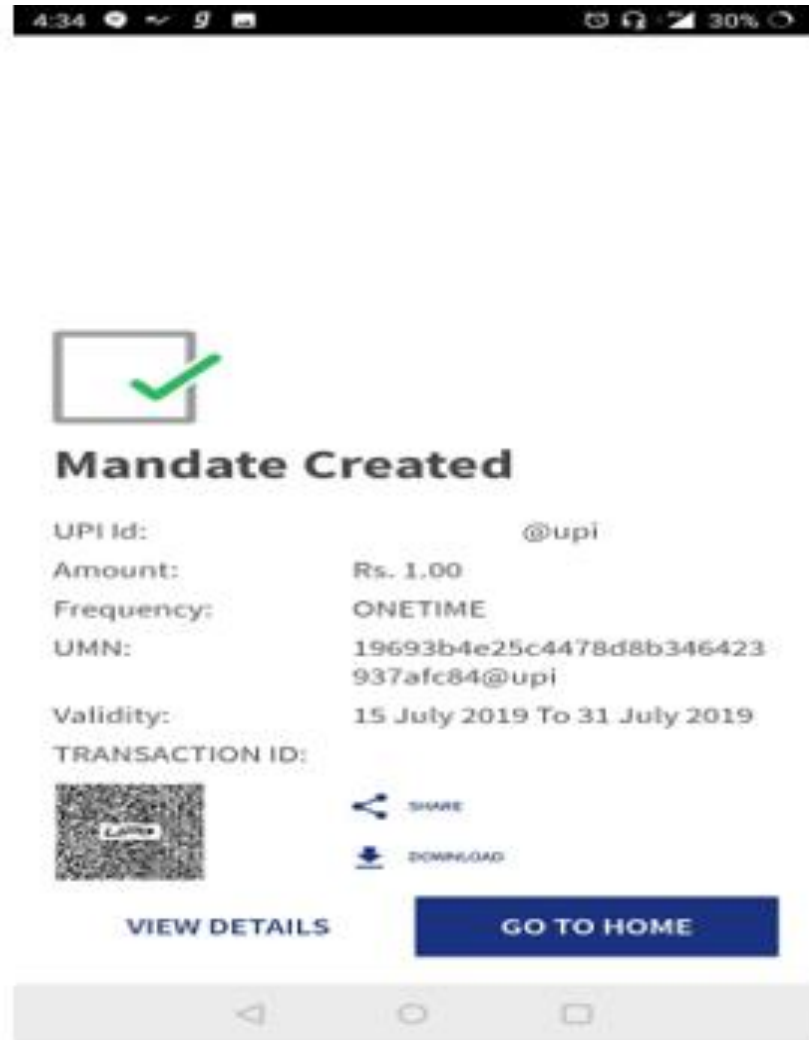 4:34 30%
Mandate Created
UPI Id: @upi
Amount: Rs. 1.00
Frequency: ONETIME
UMN: 19693b4e25c4478d8b346423
937afc84@upi
Validity: 15 July 2019 To 31 July 2019
TRANSACTION ID:
SHARE
DOWNLOAD
VIEW DETAILS GO TO HOME